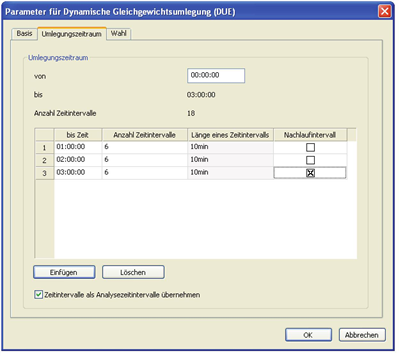 Parameter für Dynamische Gleichgewichtsumlegung (DUE)
Basis Umlegungszeitraum Wahl
Umlegungszeitraum
von 00:00:00
bis 03:00:00
Anzahl Zeitintervalle 18
bis Zeit Anzahl Zeitintervalle Länge eines Zeitintervalls Nachlaufintervall
1 01:00:00 6 10min
2 02:00:00 6 10min
3 03:00:00 6 10min
Einfügen Löschen
Zeitintervalle als Analysezeitintervalle übernehmen
OK Abbrechen